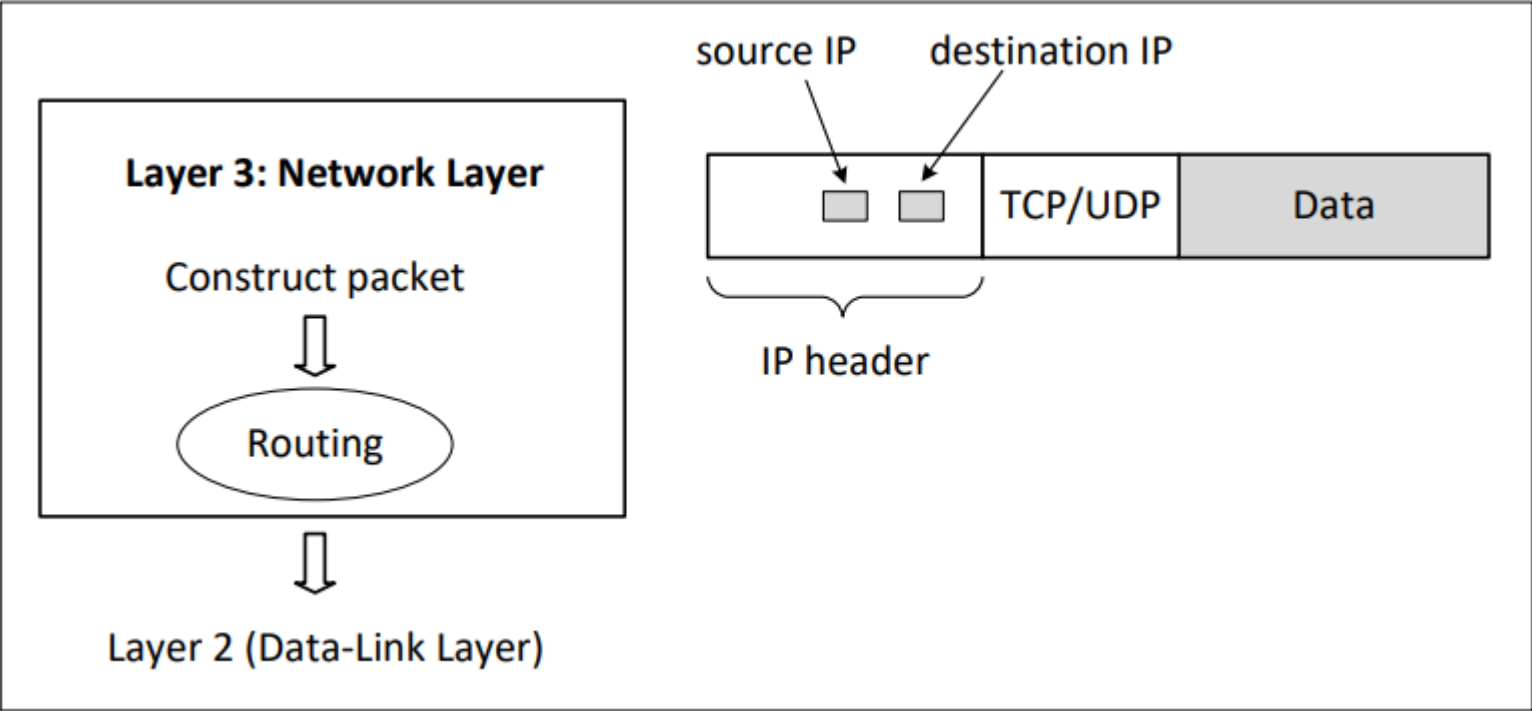 Layer 3: Network Layer
Construct packet
Routing
Layer 2 (Data-Link Layer)
source IP
destination IP
TCP/UDP
Data
IP header